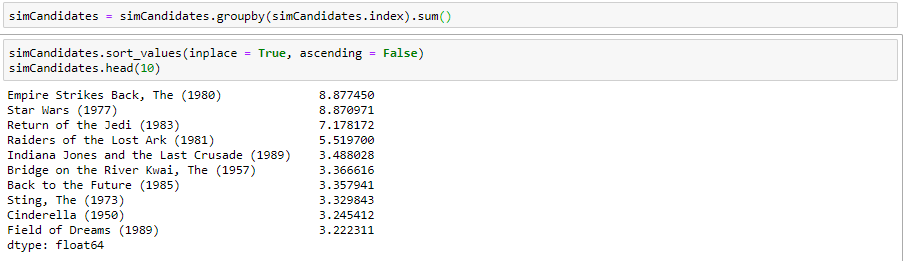 simCandidates = simCandidates.groupby(simCandidates.index).sum()
simCandidates.sort_values(inplace = True, ascending = False)
simCandidates.head(10)
Empire Strikes Back, The (1980) 8.877450
Star Wars (1977) 8.870971
Return of the Jedi (1983) 7.178172
Raiders of the Lost Ark (1981) 5.519700
Indiana Jones and the Last Crusade (1989) 3.488028
Bridge on the River Kwai, The (1957) 3.366616
Back to the Future (1985) 3.357941
Sting, The (1973) 3.329843
Cinderella (1950) 3.245412
Field of Dreams (1989) 3.222311
dtype: float64